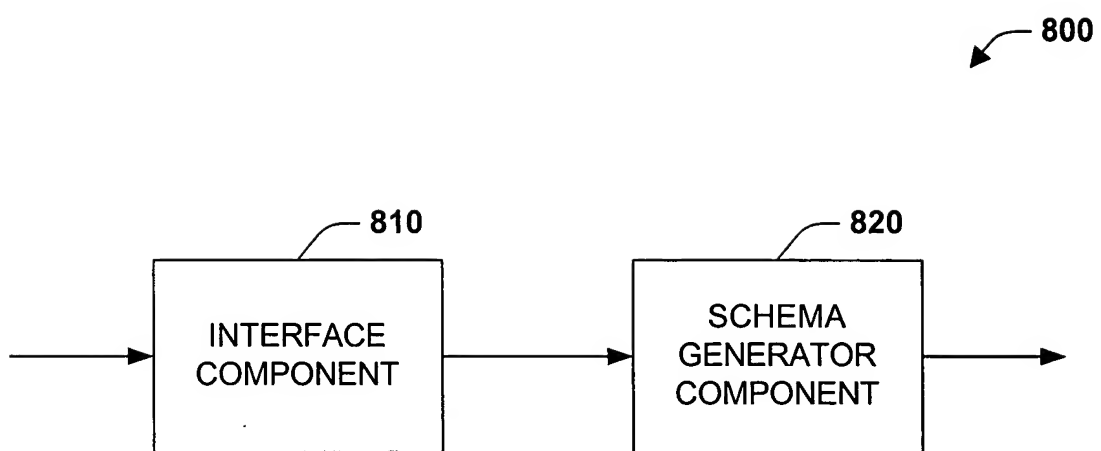 800
810
820
INTERFACE
COMPONENT
SCHEMA
GENERATOR
COMPONENT